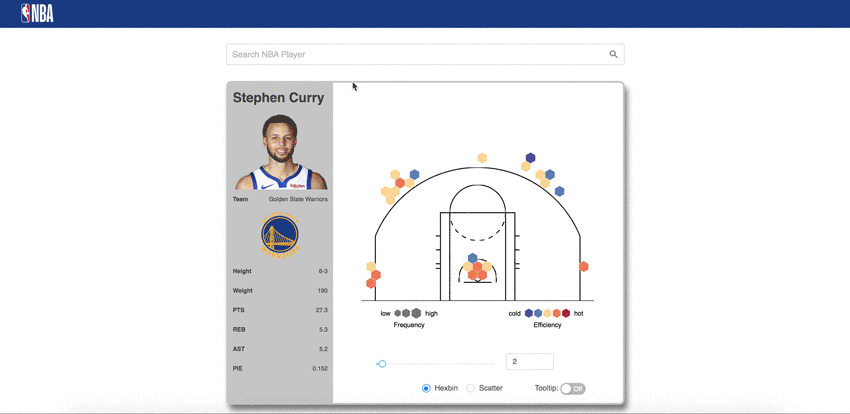 NBA
Search NBA Player
Stephen Curry
Team Golden State Warriors
Height 6-3
Weight 190
PTS 27.3
REB 5.3
AST 5.2
PIE 0.152
low high
Frequency
cold hot
Efficiency
2
Hexbin Scatter Tooltip: Off